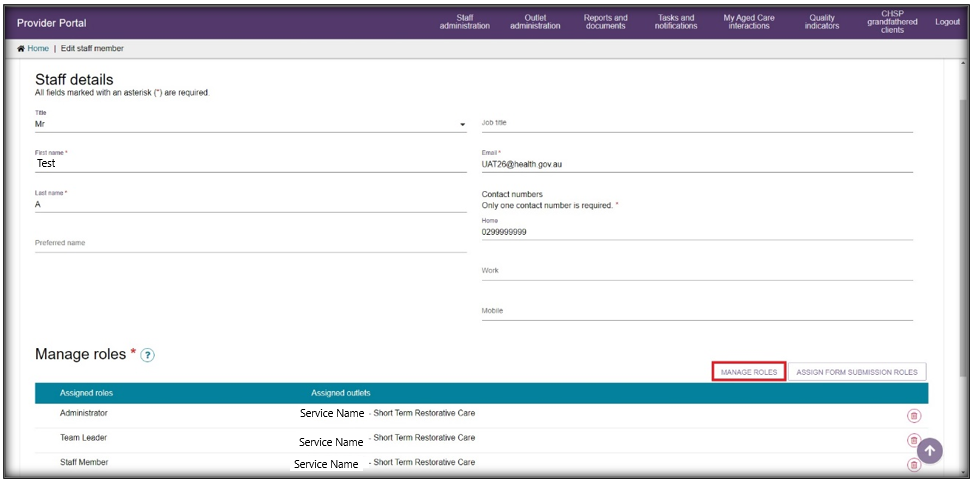 Provider Portal
Staff administration
Outlet administration
Reports and documents
Tasks and notifications
My Aged Care interactions
Quality indicators
CHSP grandfathered clients
Logout
Home | Edit staff member
Staff details
All fields marked with an asterisk (*) are required.
Title
Mr
Job title
First name *
Test
Email *
UAT26@health.gov.au
Last name *
A
Contact numbers
Only one contact number is required. *
Home
0299999999
Preferred name
Work
Mobile
Manage roles * ?
MANAGE ROLES
ASSIGN FORM SUBMISSION ROLES
Assigned roles Assigned outlets
Administrator Service Name - Short Term Restorative Care
Team Leader Service Name - Short Term Restorative Care
Staff Member Service Name - Short Term Restorative Care